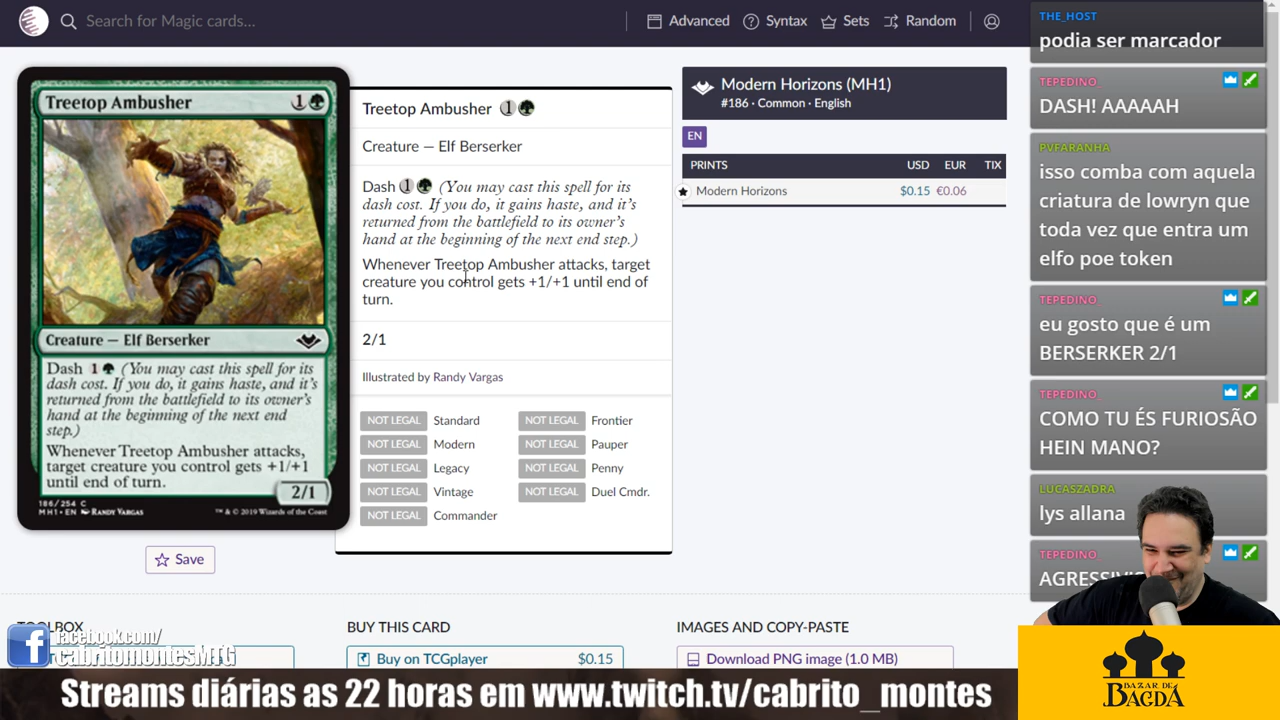 Search for Magic cards...
Advanced
Syntax
Sets
Random
Treetop Ambusher 1
Creature — Elf Berserker
Dash 1 (You may cast this spell for its
dash cost. If you do, it gains haste, and it's
returned from the battlefield to its owner's
hand at the beginning of the next end
step.)
Whenever Treetop Ambusher attacks,
target creature you control gets +1/+1
until end of turn.
2/1
186/254 C
MH1 • EN Randy Vargas
™ & © 2019 Wizards of the Coast
Save
Treetop Ambusher 1
Creature — Elf Berserker
Dash 1 (You may cast this spell for its
dash cost. If you do, it gains haste, and it's
returned from the battlefield to its owner's
hand at the beginning of the next end step.)
Whenever Treetop Ambusher attacks, target
creature you control gets +1/+1 until end of
turn.
2/1
Illustrated by Randy Vargas
NOT LEGAL Standard NOT LEGAL Frontier
NOT LEGAL Modern NOT LEGAL Pauper
NOT LEGAL Legacy NOT LEGAL Penny
NOT LEGAL Vintage NOT LEGAL Duel Cmdr.
NOT LEGAL Commander
Modern Horizons (MH1)
#186 · Common · English
EN
PRINTS USD EUR TIX
Modern Horizons $0.15 €0.06
THE_HOST
podia ser marcador
TEPEDINO_
DASH! AAAAAH
PVFARANHA
isso comba com aquela
criatura de lowryn que
toda vez que entra um
elfo poe token
TEPEDINO_
eu gosto que é um
BERSERKER 2/1
TEPEDINO_
COMO TU ÉS FURIOSÃO
HEIN MANO?
LUCASZADRA
lys allana
TEPEDINO_
BUY THIS CARD
Buy on TCGplayer $0.15
IMAGES AND COPY-PASTE
Download PNG image (1.0 MB)
facebook.com/
cabritomontesMTG
Streams diárias as 22 horas em www.twitch.tv/cabrito_montes
BAZAR DE
BAGDÁ